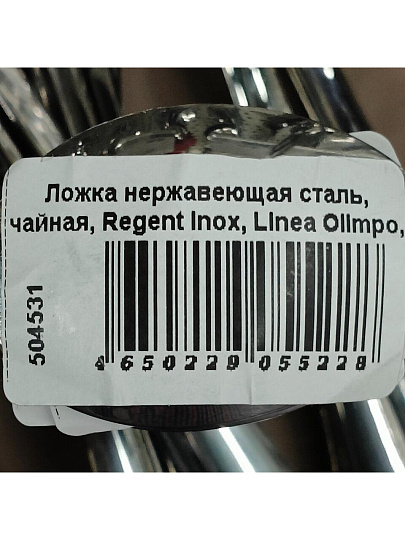 Ложка нержавеющая сталь,
чайная, Regent Inox, Linea Olimpo,
504531
4 650229 055228